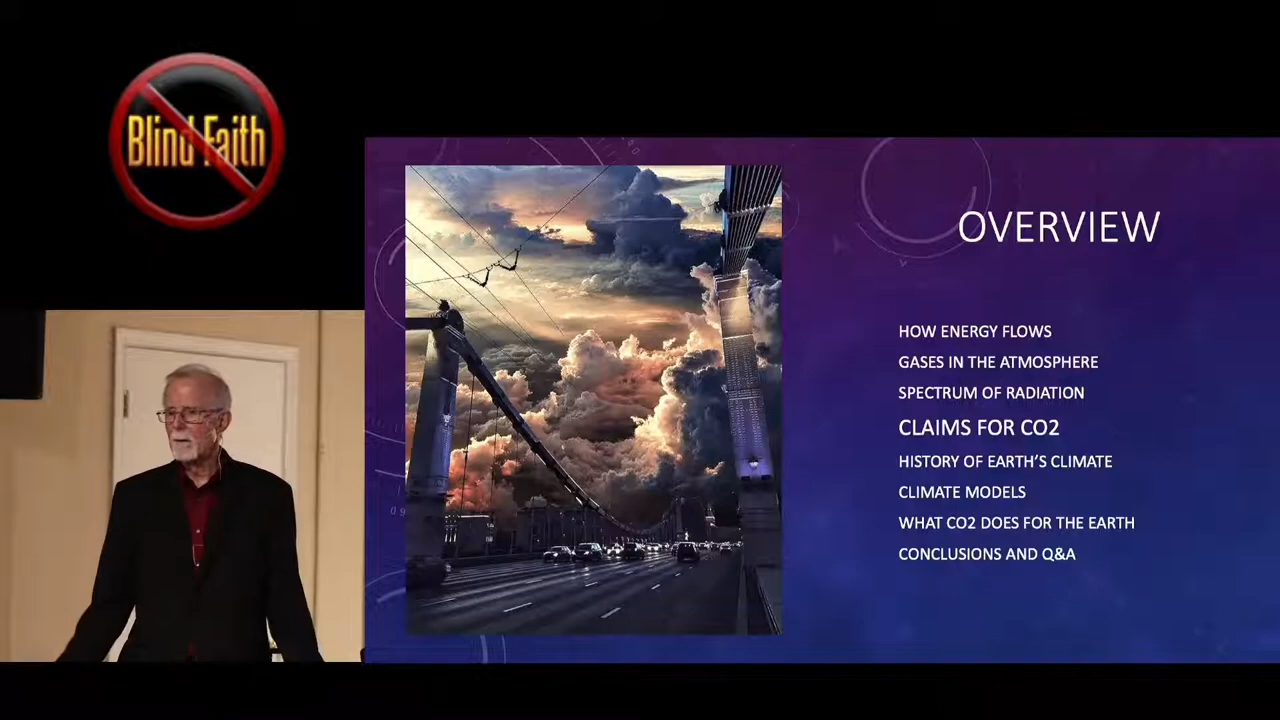 Blind Faith
OVERVIEW
HOW ENERGY FLOWS
GASES IN THE ATMOSPHERE
SPECTRUM OF RADIATION
CLAIMS FOR CO2
HISTORY OF EARTH'S CLIMATE
CLIMATE MODELS
WHAT CO2 DOES FOR THE EARTH
CONCLUSIONS AND Q&A